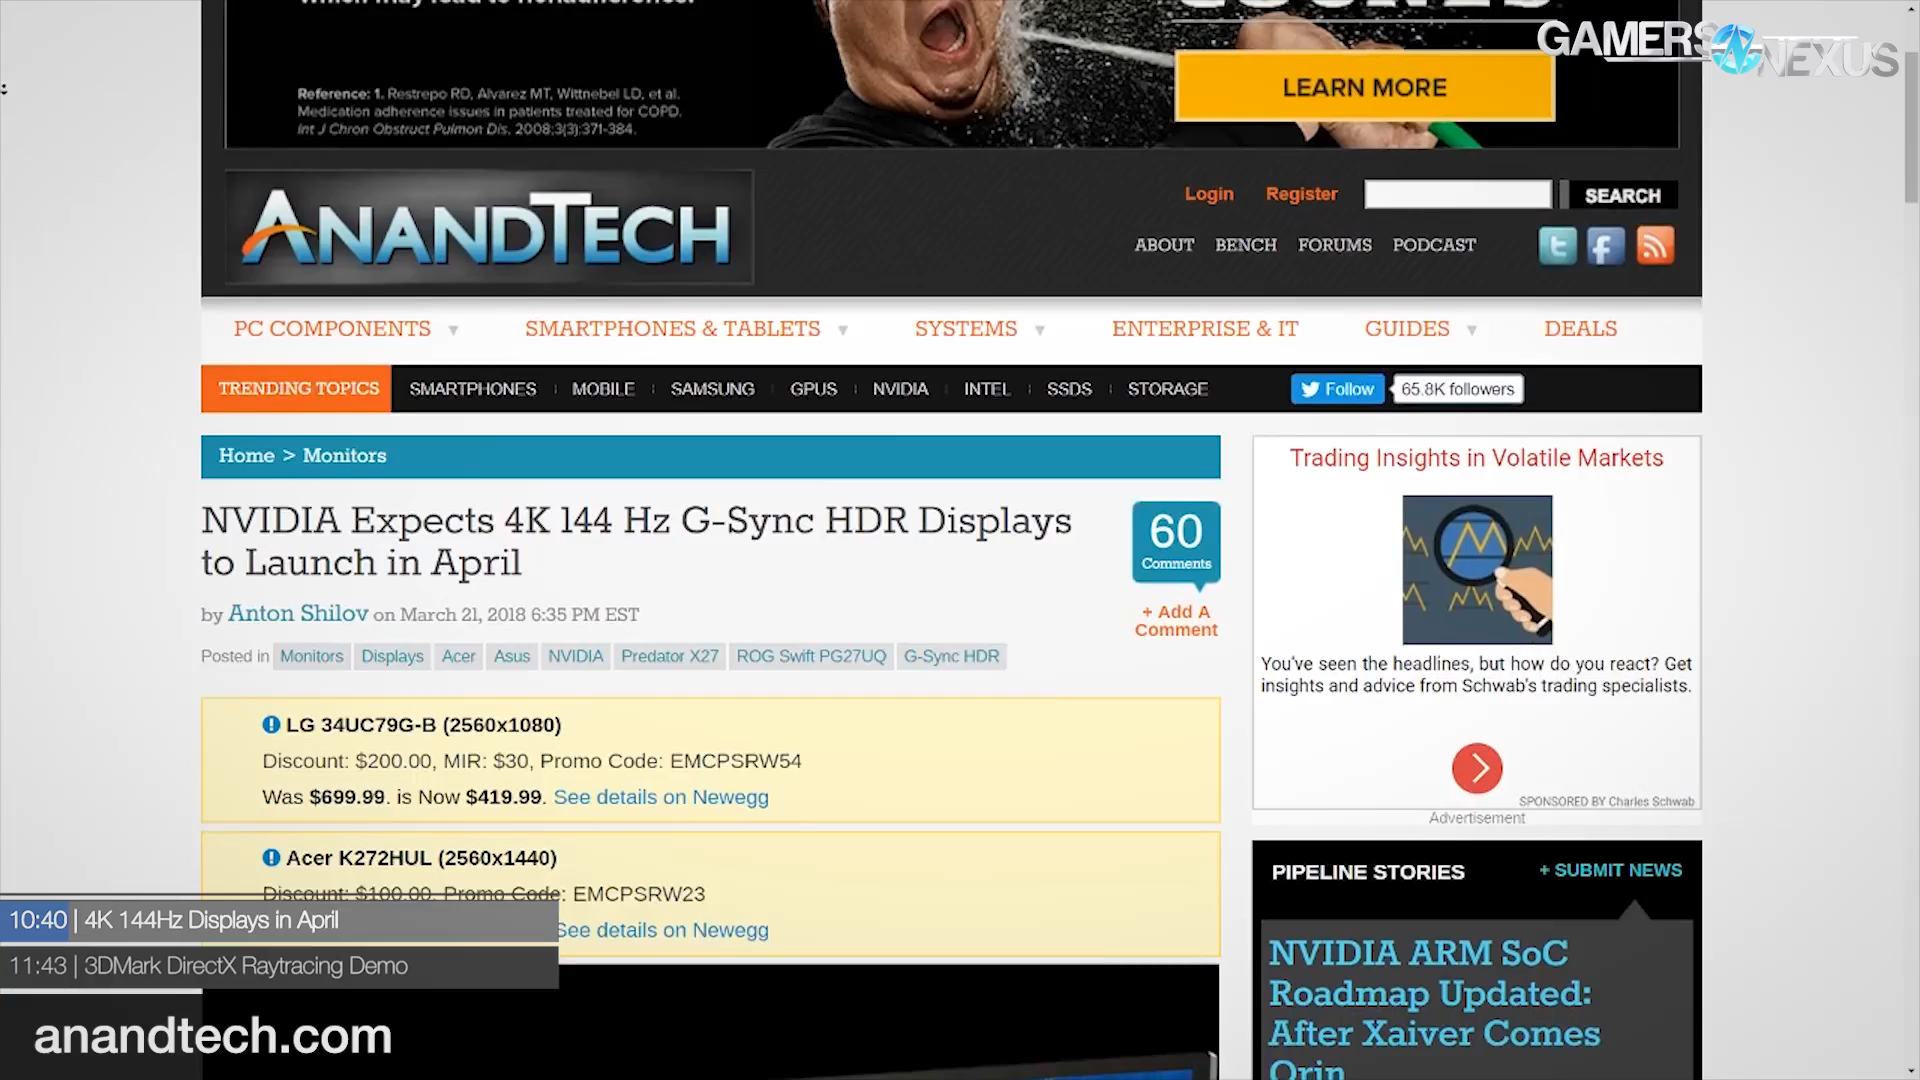 GAMERS NEXUS
LEARN MORE
Reference: 1. Restrepo RD, Alvarez MT, Wittnebel LD, et al.
Medication adherence issues in patients treated for COPD.
Int J Chron Obstruct Pulmon Dis. 2008;3(3):371-384.
ANANDTECH
Login Register SEARCH
ABOUT BENCH FORUMS PODCAST
PC COMPONENTS SMARTPHONES & TABLETS SYSTEMS ENTERPRISE & IT GUIDES DEALS
TRENDING TOPICS SMARTPHONES MOBILE SAMSUNG GPUS NVIDIA INTEL SSDS STORAGE Follow 65.8K followers
Home > Monitors
NVIDIA Expects 4K 144 Hz G-Sync HDR Displays
to Launch in April
60
Comments
+ Add A
Comment
by Anton Shilov on March 21, 2018 6:35 PM EST
Posted in Monitors Displays Acer Asus NVIDIA Predator X27 ROG Swift PG27UQ G-Sync HDR
LG 34UC79G-B (2560x1080)
Discount: $200.00, MIR: $30, Promo Code: EMCPSRW54
Was $699.99. is Now $419.99. See details on Newegg
Acer K272HUL (2560x1440)
Discount: $100.00, Promo Code: EMCPSRW23
See details on Newegg
Trading Insights in Volatile Markets
You've seen the headlines, but how do you react? Get
insights and advice from Schwab's trading specialists.
SPONSORED BY Charles Schwab
Advertisement
PIPELINE STORIES + SUBMIT NEWS
NVIDIA ARM SoC
Roadmap Updated:
After Xaiver Comes
Orin
10:40 | 4K 144Hz Displays in April
11:43 | 3DMark DirectX Raytracing Demo
anandtech.com